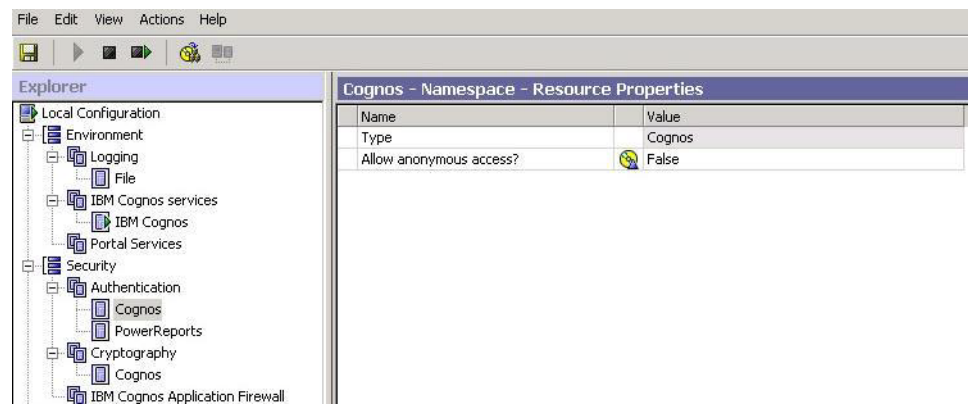 File Edit View Actions Help
Explorer
Local Configuration
Environment
Logging
File
IBM Cognos services
IBM Cognos
Portal Services
Security
Authentication
Cognos
PowerReports
Cryptography
Cognos
IBM Cognos Application Firewall
Cognos - Namespace - Resource Properties
Name Value
Type Cognos
Allow anonymous access? False